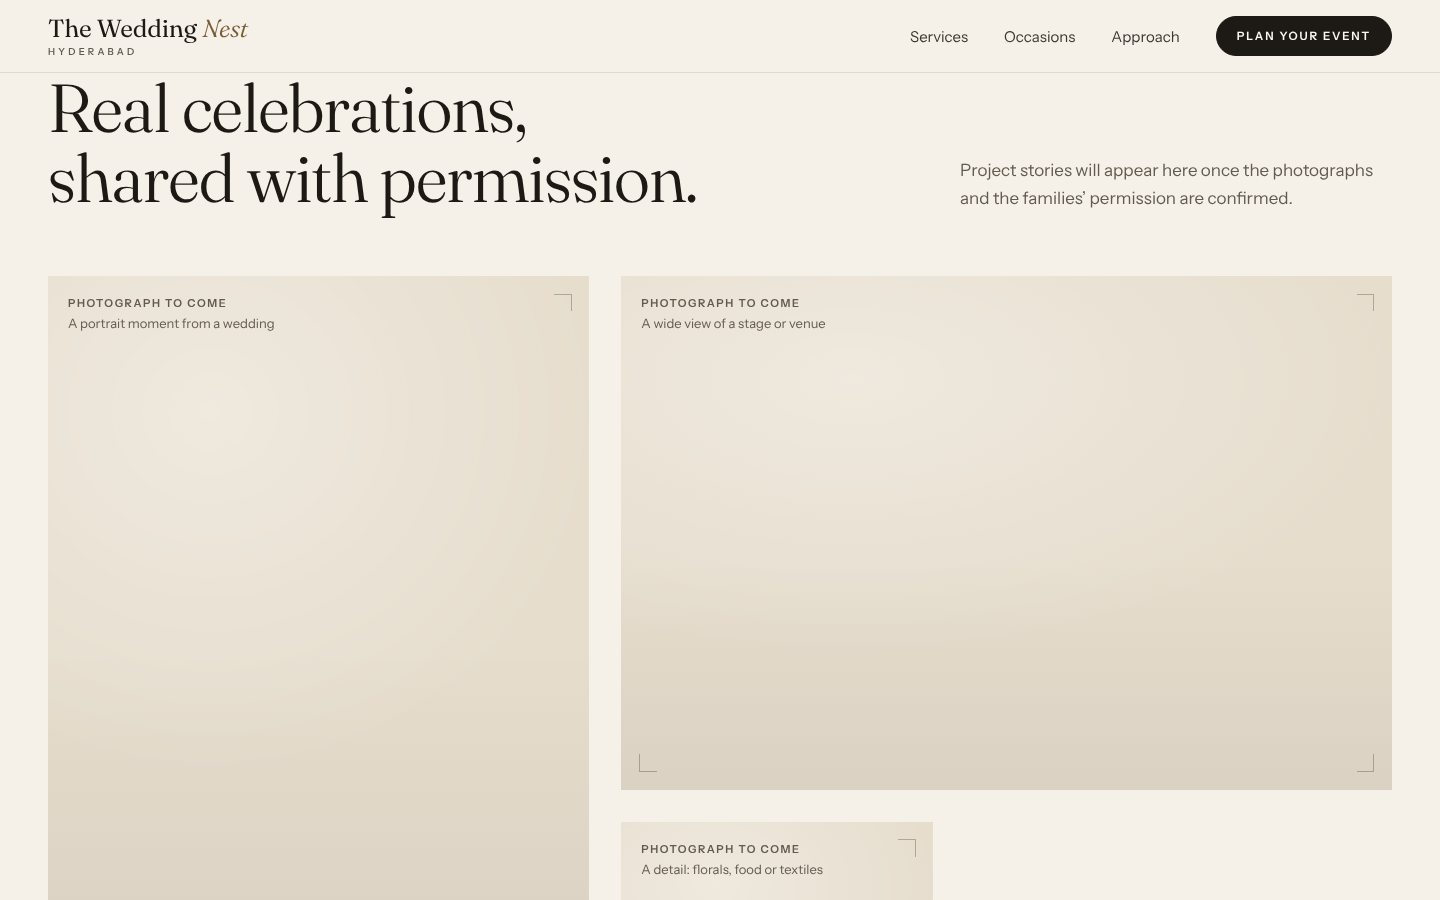 The Wedding Nest
HYDERABAD
Services
Occasions
Approach
PLAN YOUR EVENT
Real celebrations,
shared with permission.
Project stories will appear here once the photographs
and the families’ permission are confirmed.
PHOTOGRAPH TO COME
A portrait moment from a wedding
PHOTOGRAPH TO COME
A wide view of a stage or venue
PHOTOGRAPH TO COME
A detail: florals, food or textiles